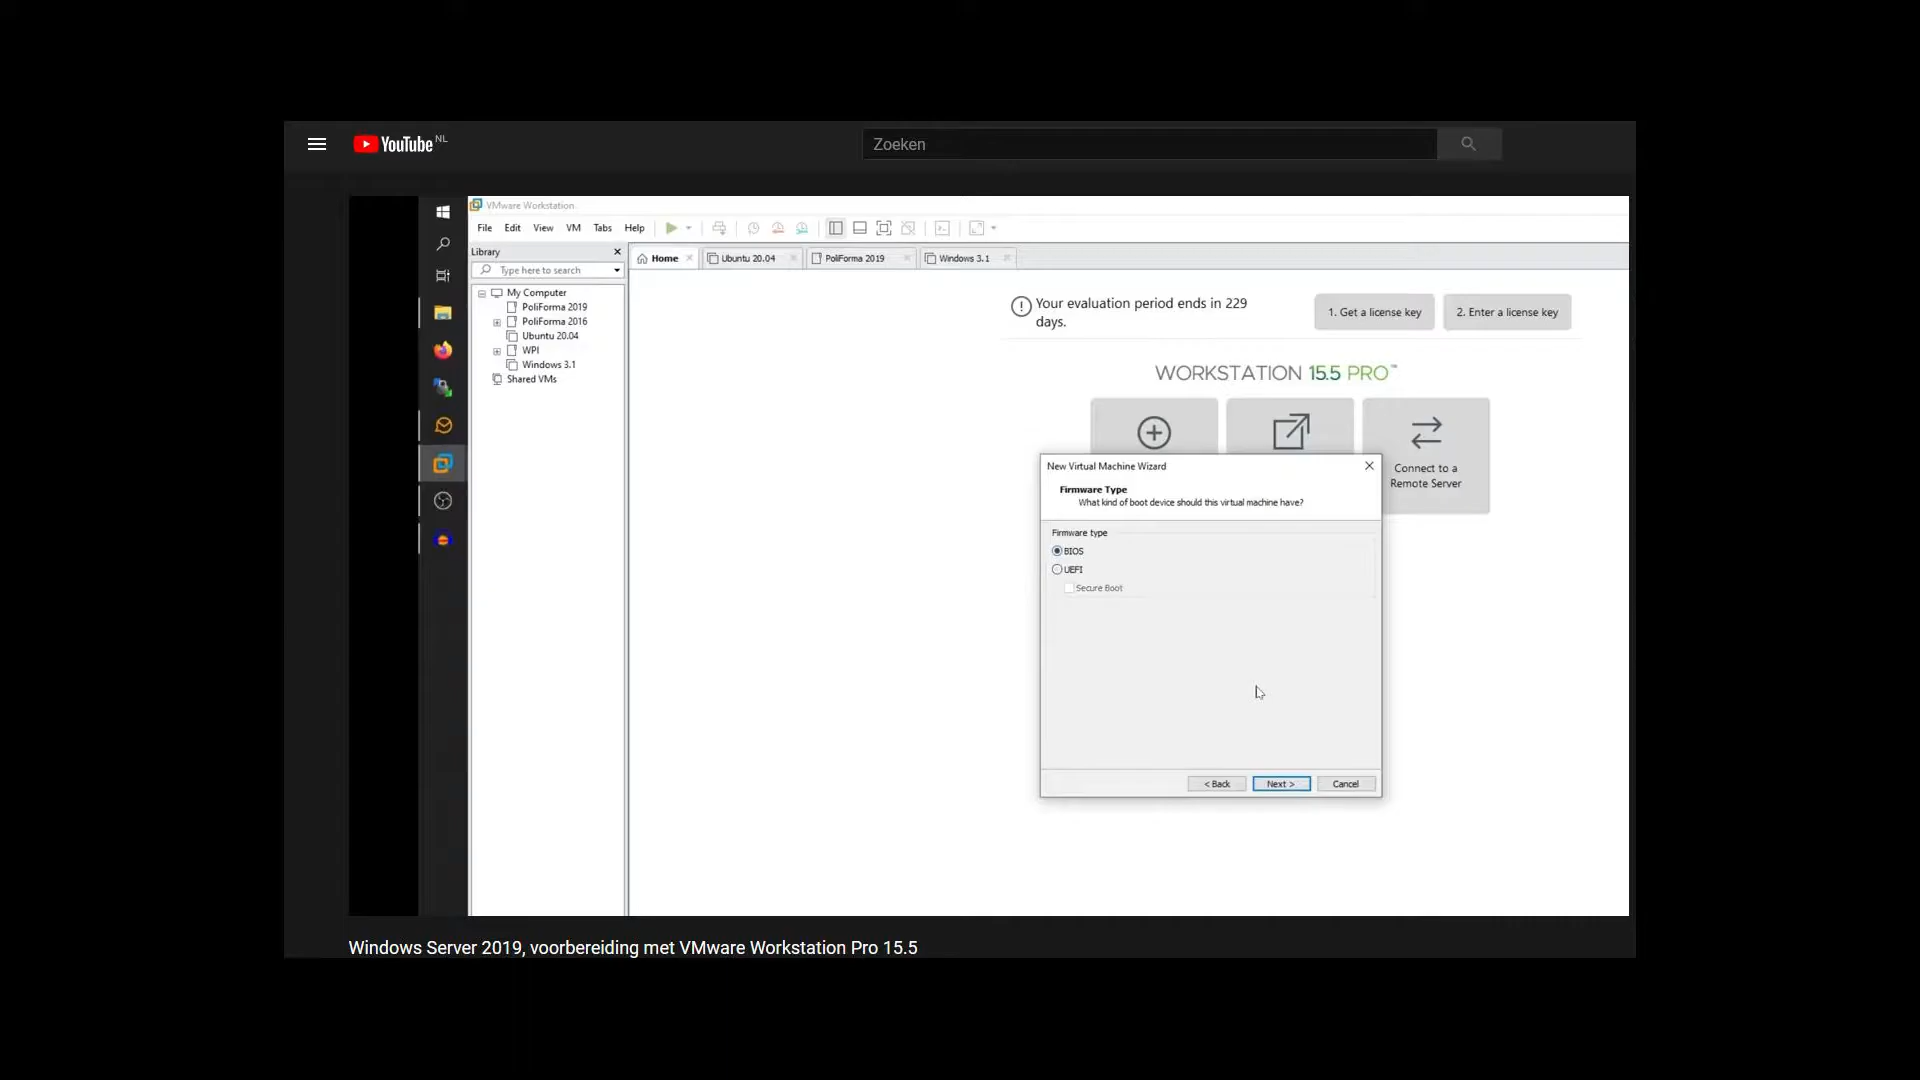 YouTube NL
Zoeken
VMware Workstation
File Edit View VM Tabs Help
Library
Type here to search
My Computer
PoliForma 2019
PoliForma 2016
Ubuntu 20.04
WPI
Windows 3.1
Shared VMs
Home
Ubuntu 20.04
PoliForma 2019
Windows 3.1
Your evaluation period ends in 229
days.
1. Get a license key
2. Enter a license key
WORKSTATION 15.5 PRO™
Connect to a
Remote Server
New Virtual Machine Wizard
Firmware Type
What kind of boot device should this virtual machine have?
Firmware type
BIOS
UEFI
Secure Boot
< Back
Next >
Cancel
Windows Server 2019, voorbereiding met VMware Workstation Pro 15.5